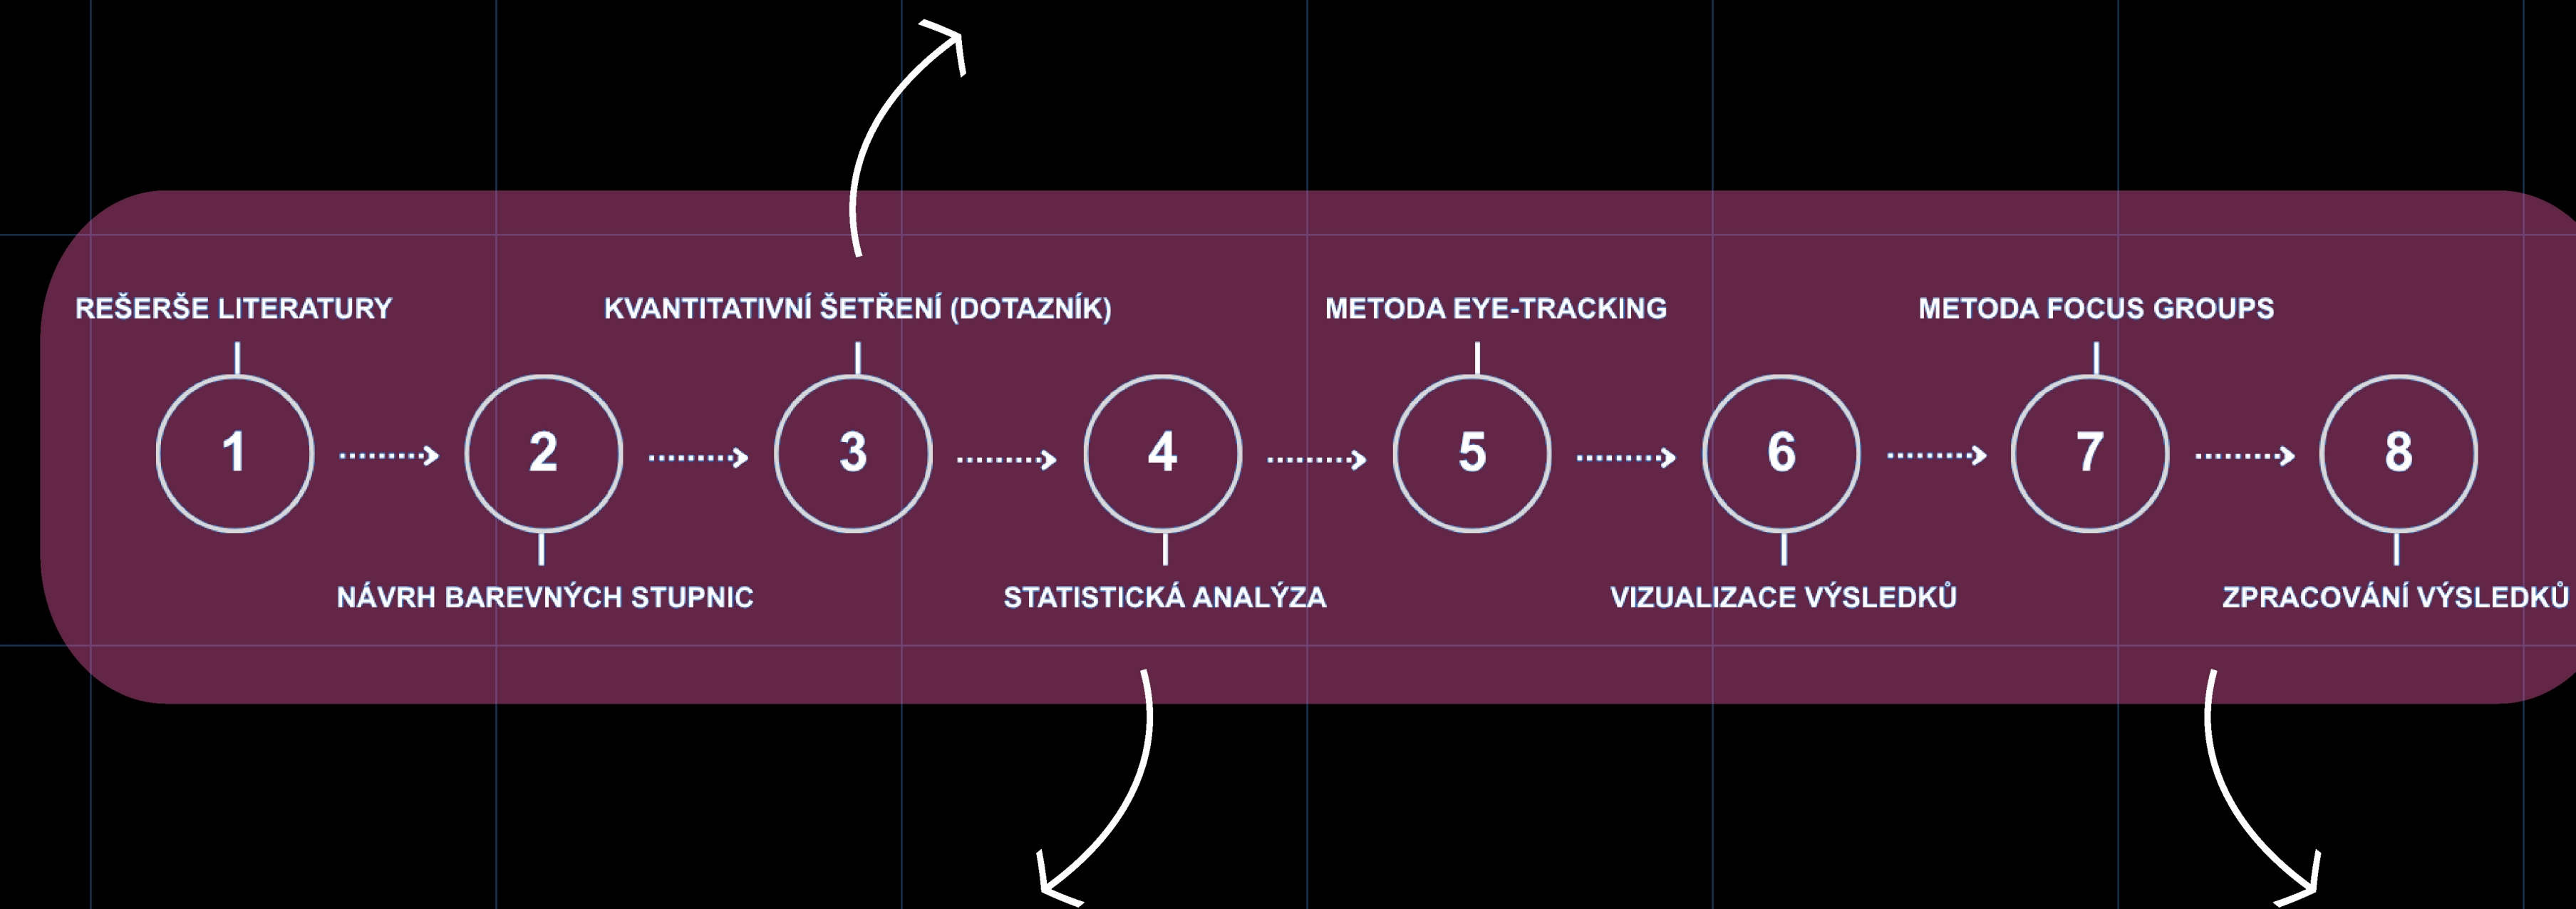 REŠERŠE LITERATURY
KVANTITATIVNÍ ŠETŘENÍ (DOTAZNÍK)
METODA EYE-TRACKING
METODA FOCUS GROUPS
1
2
3
4
5
6
7
8
NÁVRH BAREVNÝCH STUPNIC
STATISTICKÁ ANALÝZA
VIZUALIZACE VÝSLEDKŮ
ZPRACOVÁNÍ VÝSLEDKŮ